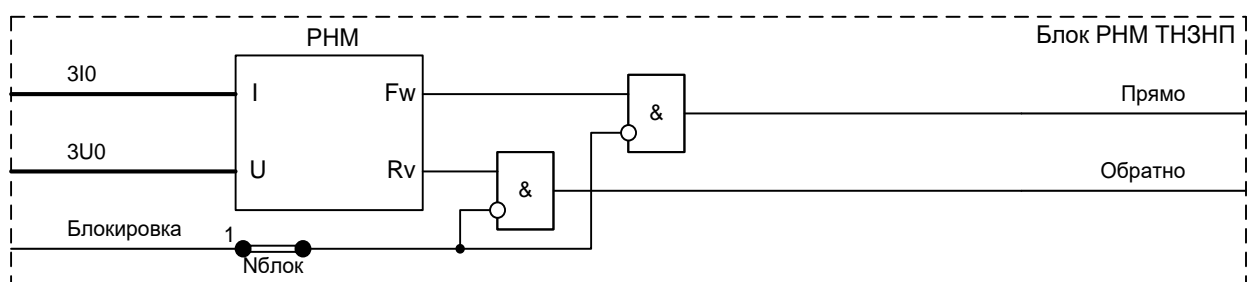 Блок РНМ ТНЗНП
РНМ
3I0
I
Fw
&
Прямо
3U0
U
Rv
&
Обратно
Блокировка
1
Nблок